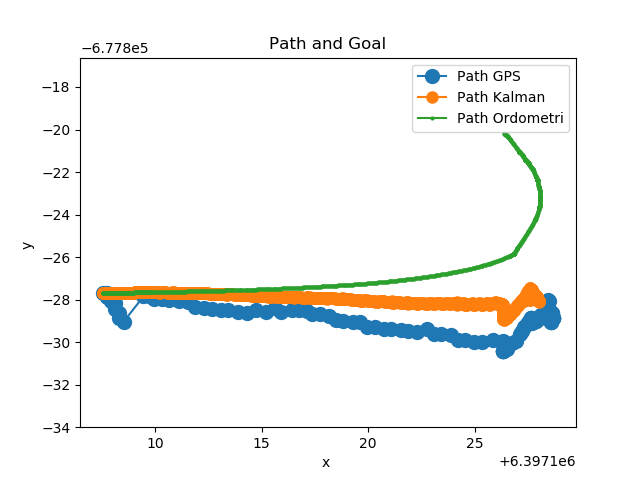 Path and Goal
−6.778e5
Path GPS
Path Kalman
Path Ordometri
−18
−20
−22
−24
−26
−28
−30
−32
−34
y
10 15 20 25
x
+6.3971e6